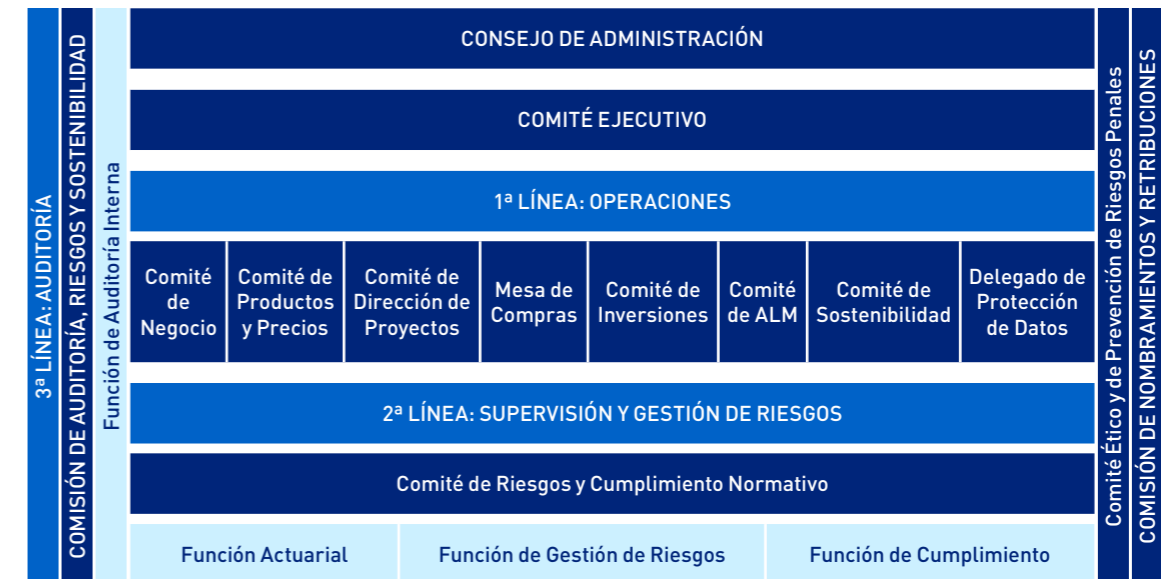 3ª LÍNEA: AUDITORÍA
COMISIÓN DE AUDITORÍA, RIESGOS Y SOSTENIBILIDAD
Función de Auditoría Interna
CONSEJO DE ADMINISTRACIÓN
COMITÉ EJECUTIVO
1ª LÍNEA: OPERACIONES
Comité
de
Negocio
Comité de
Productos
y Precios
Comité de
Dirección de
Proyectos
Mesa de
Compras
Comité de
Inversiones
Comité
de ALM
Comité de
Sostenibilidad
Delegado de
Protección
de Datos
2ª LÍNEA: SUPERVISIÓN Y GESTIÓN DE RIESGOS
Comité de Riesgos y Cumplimiento Normativo
Función Actuarial
Función de Gestión de Riesgos
Función de Cumplimiento
Comité Ético y de Prevención de Riesgos Penales
COMISIÓN DE NOMBRAMIENTOS Y RETRIBUCIONES